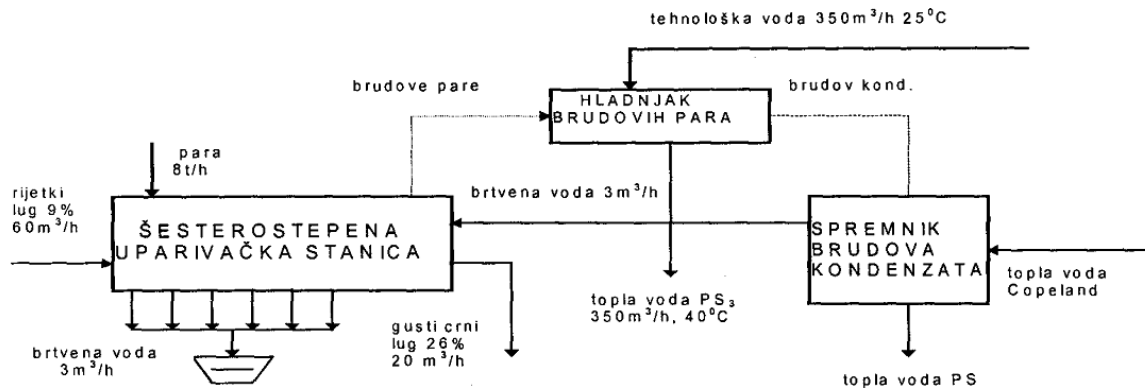 tehnološka voda 350m³/h 25⁰C
brudove pare
HLADNJAK
BRUDOVIH PARA
brudov kond.
para
8t/h
rijetki
lug 9%
60m³/h
ŠESTEROSTEPENA
UPARIVAČKA STANICA
brtvena voda 3m³/h
SPREMNIK
BRUDOVA
KONDENZATA
topla voda
Copeland
topla voda PS₃
350m³/h, 40⁰C
gusti crni
lug 26%
20 m³/h
brtvena voda
3m³/h
topla voda PS